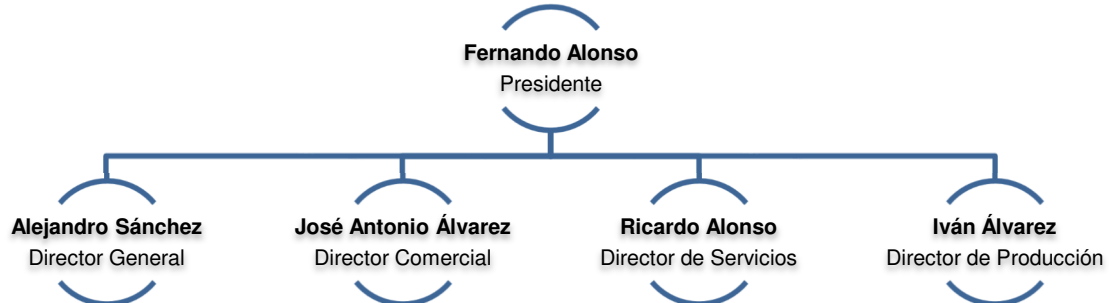 Fernando Alonso
Presidente
Alejandro Sánchez
Director General
José Antonio Álvarez
Director Comercial
Ricardo Alonso
Director de Servicios
Iván Álvarez
Director de Producción